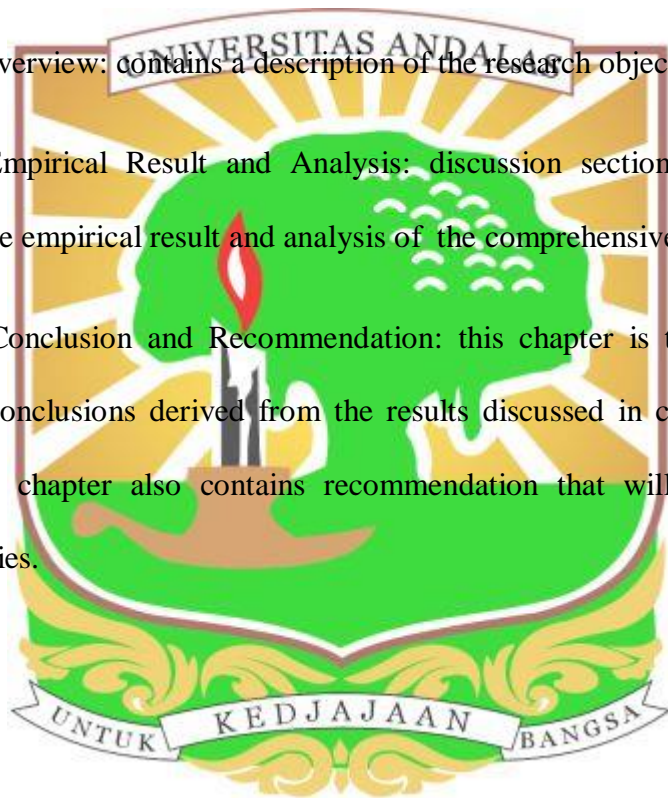 UNIVERSITAS ANDALAS
verview: contains a description of the research objec
Empirical Result and Analysis: discussion section
e empirical result and analysis of the comprehensive
Conclusion and Recommendation: this chapter is t
onclusions derived from the results discussed in c
chapter also contains recommendation that will
ies.
UNTUK KEDJAJAAN BANGSA